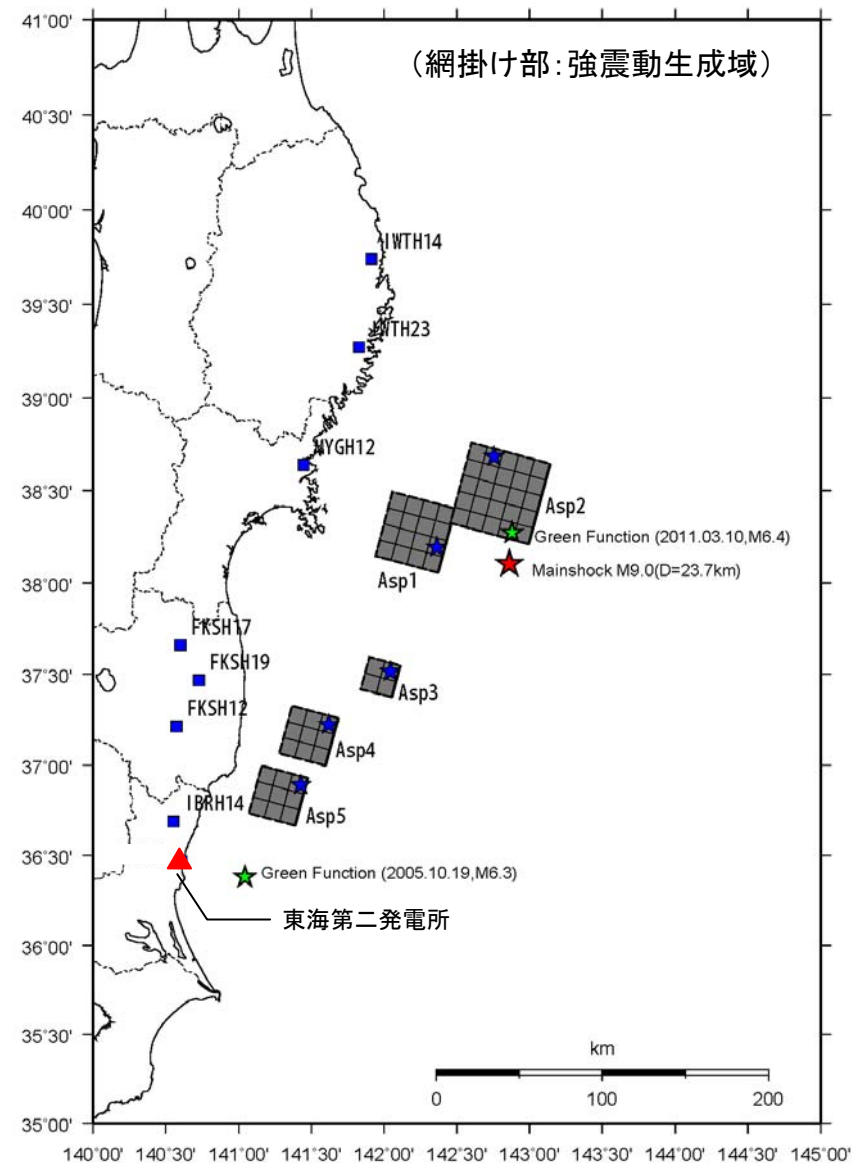 (網掛け部:強震動生成域)
41°00'
40°30'
40°00'
39°30'
39°00'
38°30'
38°00'
37°30'
37°00'
36°30'
36°00'
35°30'
35°00'
IWTH14
IWTH23
MYGH12
Asp2
Green Function (2011.03.10,M6.4)
Mainshock M9.0(D=23.7km)
Asp1
FKSH17
FKSH19
Asp3
FKSH12
Asp4
IBRH14
Asp5
Green Function (2005.10.19,M6.3)
東海第二発電所
km
0 100 200
140°00' 140°30' 141°00' 141°30' 142°00' 142°30' 143°00' 143°30' 144°00' 144°30' 145°00'